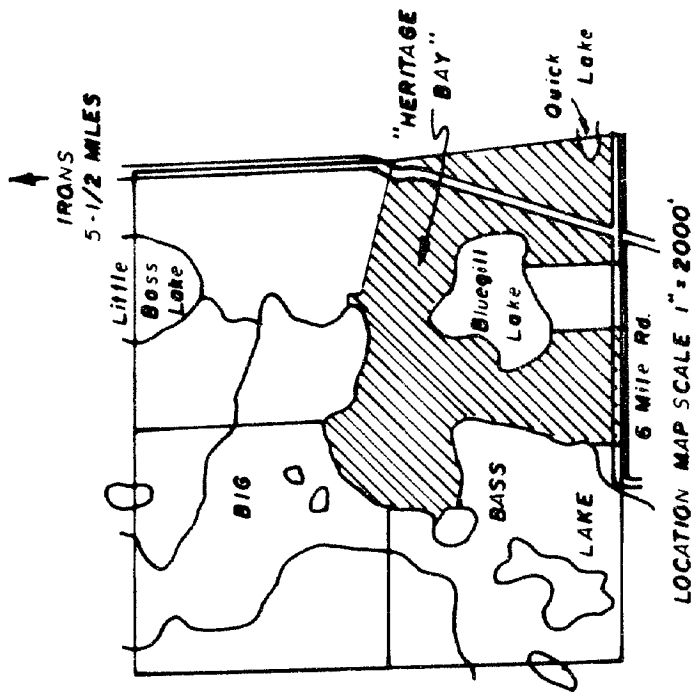 IRONS
5-1/2 MILES
Little
Bass
Lake
"HERITAGE
BAY"
Quick
Lake
Bluegill
Lake
BIG
BASS
LAKE
6 Mile Rd.
LOCATION MAP SCALE 1"=2000'